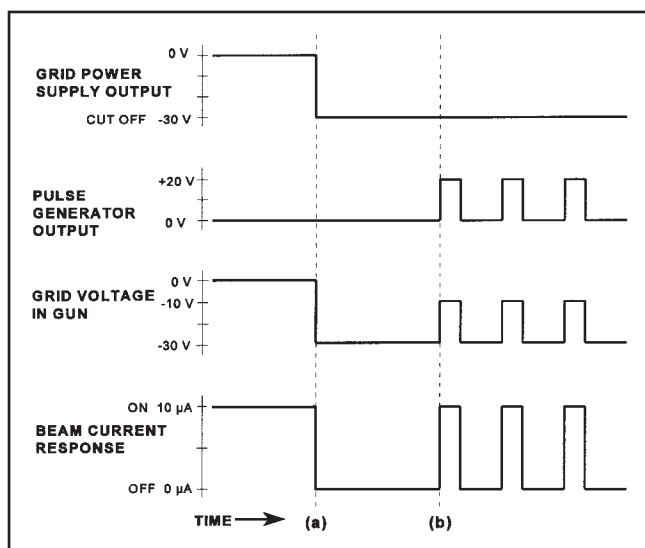 0 V
GRID POWER
SUPPLY OUTPUT
CUT OFF -30 V
+20 V
PULSE
GENERATOR
OUTPUT
0 V
0 V
GRID VOLTAGE
IN GUN
-10 V
-30 V
ON 10 µA
BEAM CURRENT
RESPONSE
OFF 0 µA
TIME (a) (b)